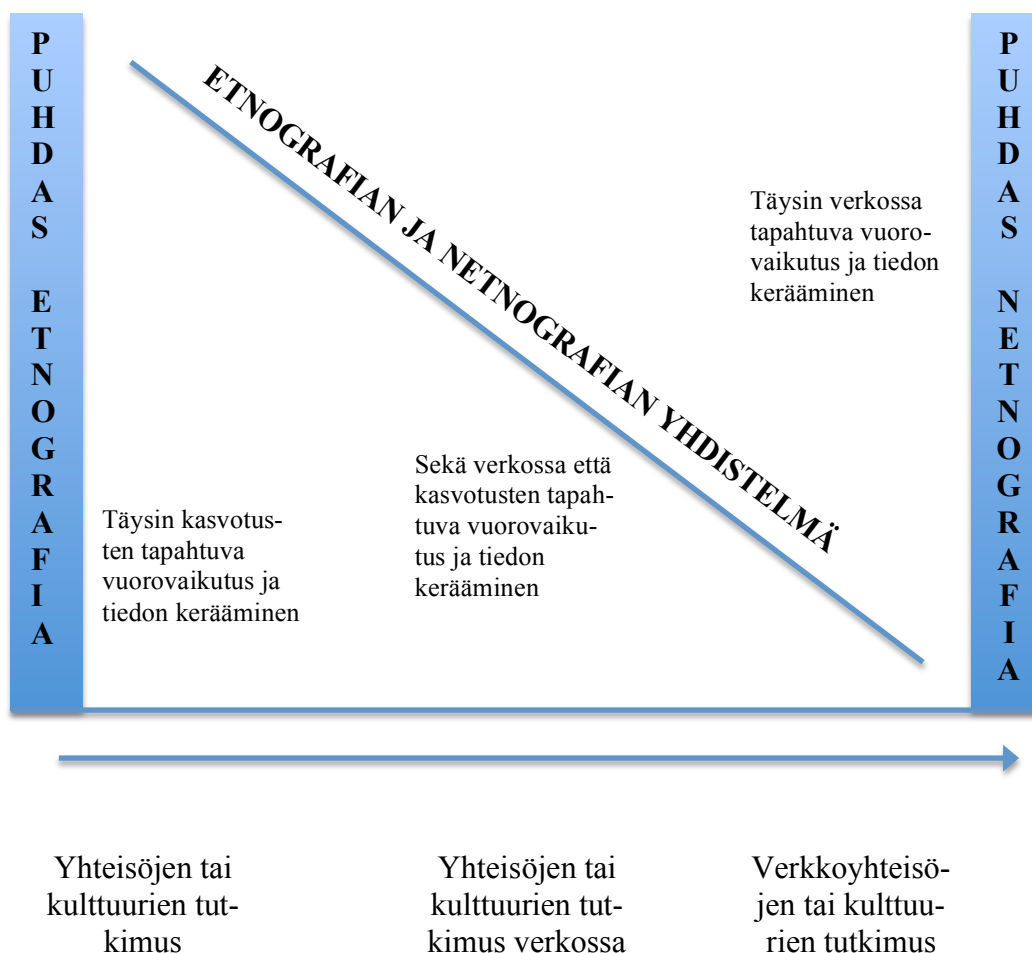 PUHDAS ETNOGRAFIA
ETNOGRAFIAN JA NETNOGRAFIAN YHDISTELMÄ
PUHDAS NETNOGRAFIA
Täysin verkossa
tapahtuva vuoro-
vaikutus ja tiedon
kerääminen
Sekä verkossa että
kasvotusten tapah-
tuva vuorovaiku-
tus ja tiedon
kerääminen
Täysin kasvotus-
ten tapahtuva
vuorovaikutus ja
tiedon kerääminen
Yhteisöjen tai
kulttuurien tut-
kimus
Yhteisöjen tai
kulttuurien tut-
kimus verkossa
Verkkoyhteisö-
jen tai kulttuu-
rien tutkimus